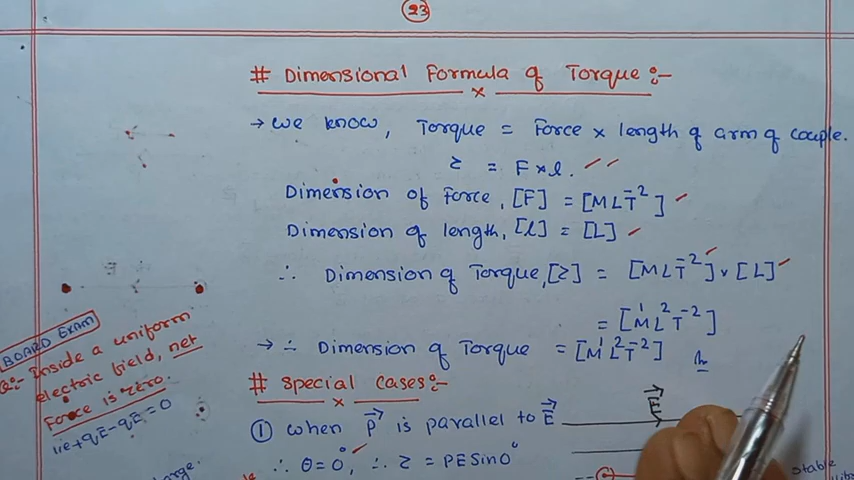 23
# Dimensional Formula of Torque :-
→ We know, Torque = Force × length of arm of couple.
τ = F×l.
Dimension of Force, [F] = [MLT⁻²]
Dimension of length, [l] = [L]
∴ Dimension of Torque, [τ] = [MLT⁻²] × [L]
= [M¹L²T⁻²]
→ ∴ Dimension of Torque = [M¹L²T⁻²]
BOARD EXAM
Q:- Inside a uniform
electric field, net
Force is zero.
+qE-qE=0
# Special Cases:-
① When P⃗ is parallel to E⃗
E⃗
∴ θ=0°, ∴ τ = PESin0°
Stable